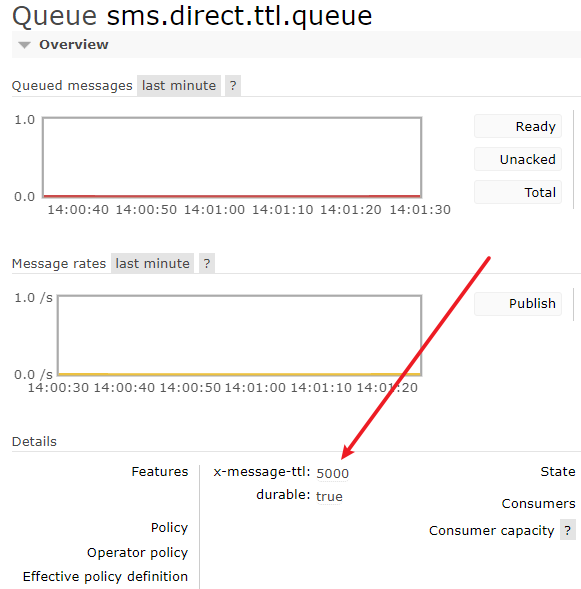 Queue sms.direct.ttl.queue
Overview
Queued messages last minute ?
1.0
0.0
14:00:40 14:00:50 14:01:00 14:01:10 14:01:20 14:01:30
Ready
Unacked
Total
Message rates last minute ?
1.0 /s
0.0 /s
14:00:30 14:00:40 14:00:50 14:01:00 14:01:10 14:01:20
Publish
Details
Features x-message-ttl: 5000 State
durable: true
Consumers
Policy Consumer capacity ?
Operator policy
Effective policy definition